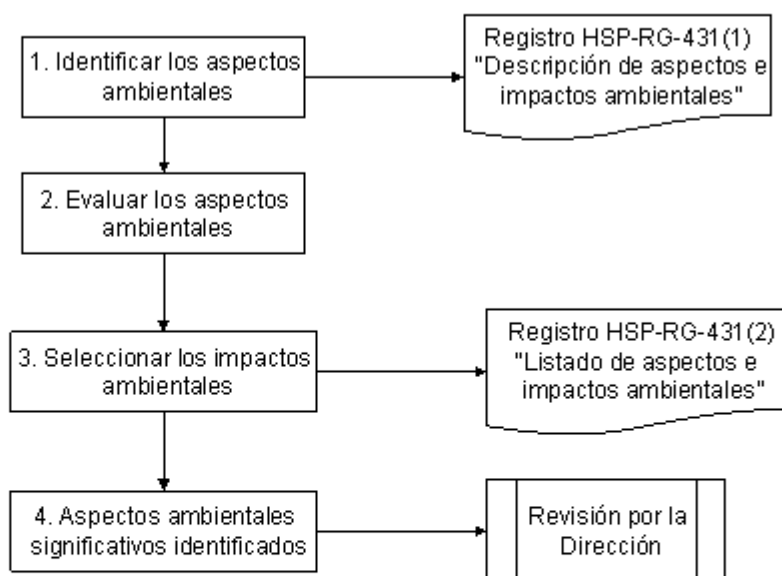 1. Identificar los aspectos
ambientales
Registro HSP-RG-431(1)
"Descripción de aspectos e
impactos ambientales"
2. Evaluar los aspectos
ambientales
3. Seleccionar los impactos
ambientales
Registro HSP-RG-431(2)
"Listado de aspectos e
impactos ambientales"
4. Aspectos ambientales
significativos identificados
Revisión por la
Dirección